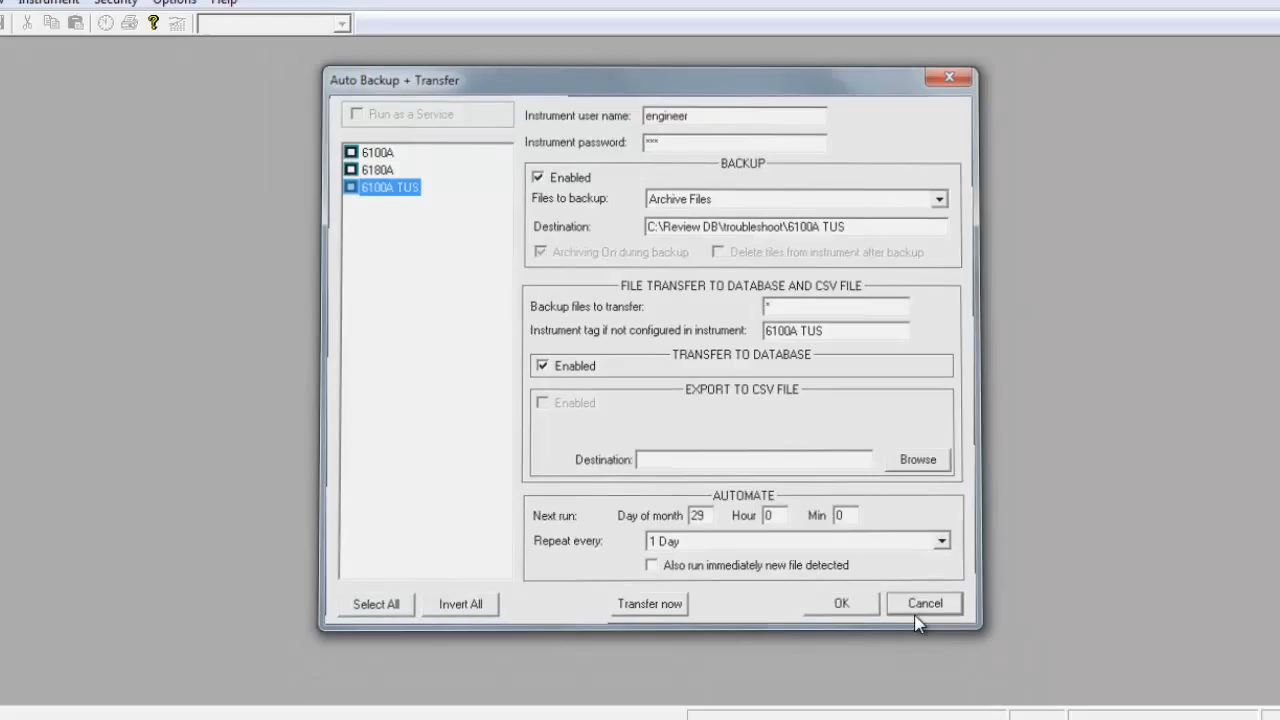 Instrument Security Options Help
Auto Backup + Transfer
Run as a Service
6100A
6180A
6100A TUS
Instrument user name: engineer
Instrument password: ***
BACKUP
Enabled
Files to backup: Archive Files
Destination: C:\Review DB\troubleshoot\6100A TUS
Archiving On during backup Delete files from instrument after backup
FILE TRANSFER TO DATABASE AND CSV FILE
Backup files to transfer: *
Instrument tag if not configured in instrument: 6100A TUS
TRANSFER TO DATABASE
Enabled
EXPORT TO CSV FILE
Enabled
Destination: Browse
AUTOMATE
Next run: Day of month 29 Hour 0 Min 0
Repeat every: 1 Day
Also run immediately new file detected
Select All Invert All Transfer now OK Cancel